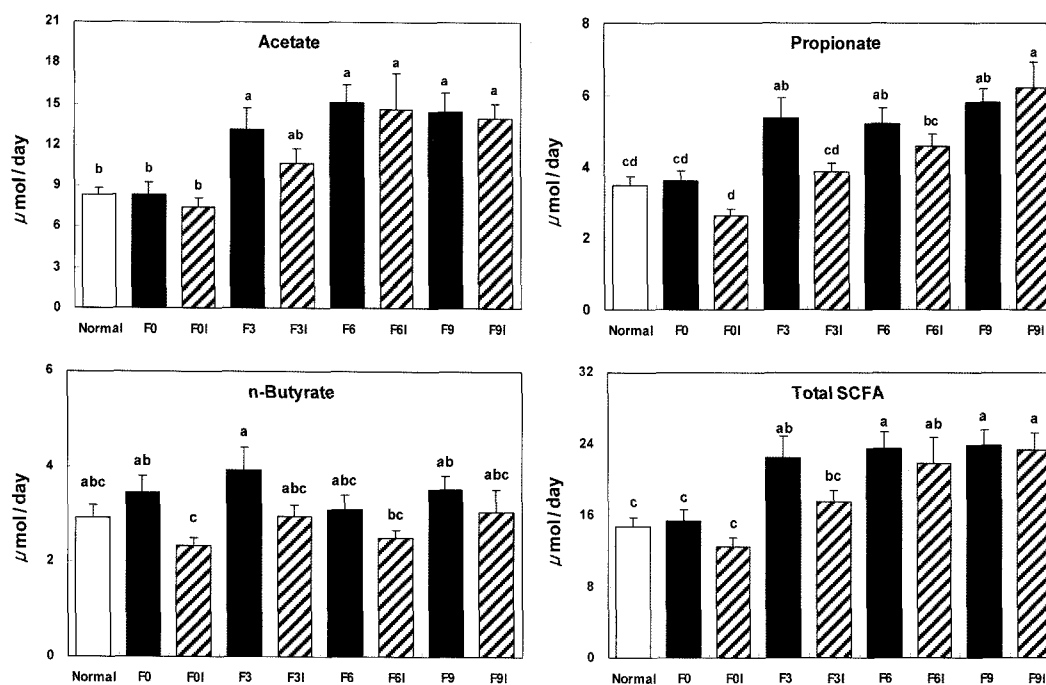 Acetate
21
18
15
12
9
6
3
0
μmol/day
b b b a ab a a a a
Normal F0 F0I F3 F3I F6 F6I F9 F9I
Propionate
8
6
4
2
0
μmol/day
cd cd d ab cd ab bc ab a
Normal F0 F0I F3 F3I F6 F6I F9 F9I
n-Butyrate
6
4
2
0
μmol/day
abc ab c a abc abc bc ab abc
Normal F0 F0I F3 F3I F6 F6I F9 F9I
Total SCFA
32
24
16
8
0
μmol/day
c c c ab bc a ab a a
Normal F0 F0I F3 F3I F6 F6I F9 F9I